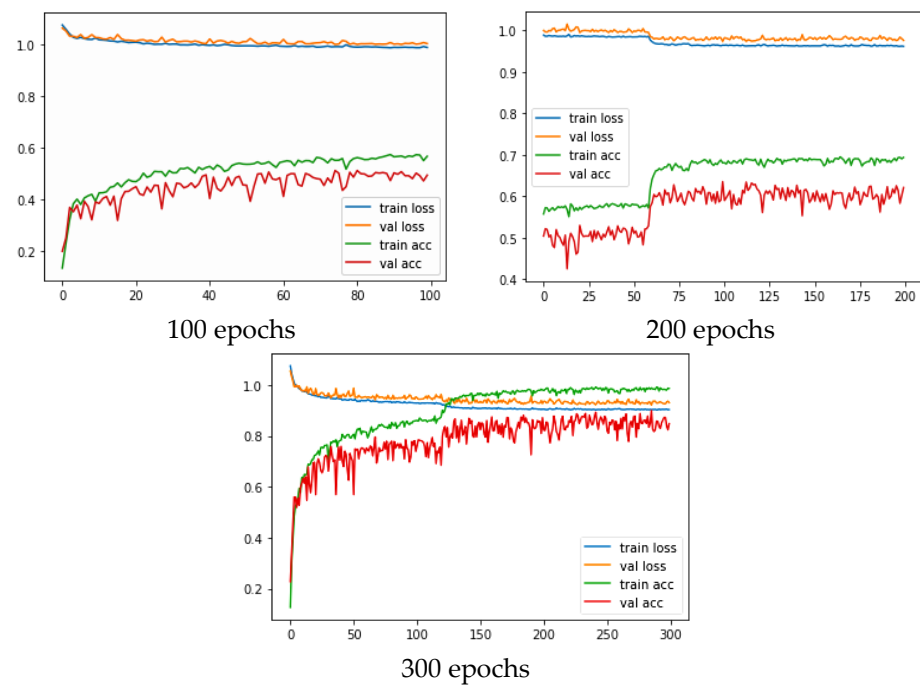 1.0
0.8
0.6
0.4
0.2
train loss
val loss
train acc
val acc
0 20 40 60 80 100
100 epochs
1.0
0.9
0.8
0.7
0.6
0.5
0.4
train loss
val loss
train acc
val acc
0 25 50 75 100 125 150 175 200
200 epochs
1.0
0.8
0.6
0.4
0.2
train loss
val loss
train acc
val acc
0 50 100 150 200 250 300
300 epochs